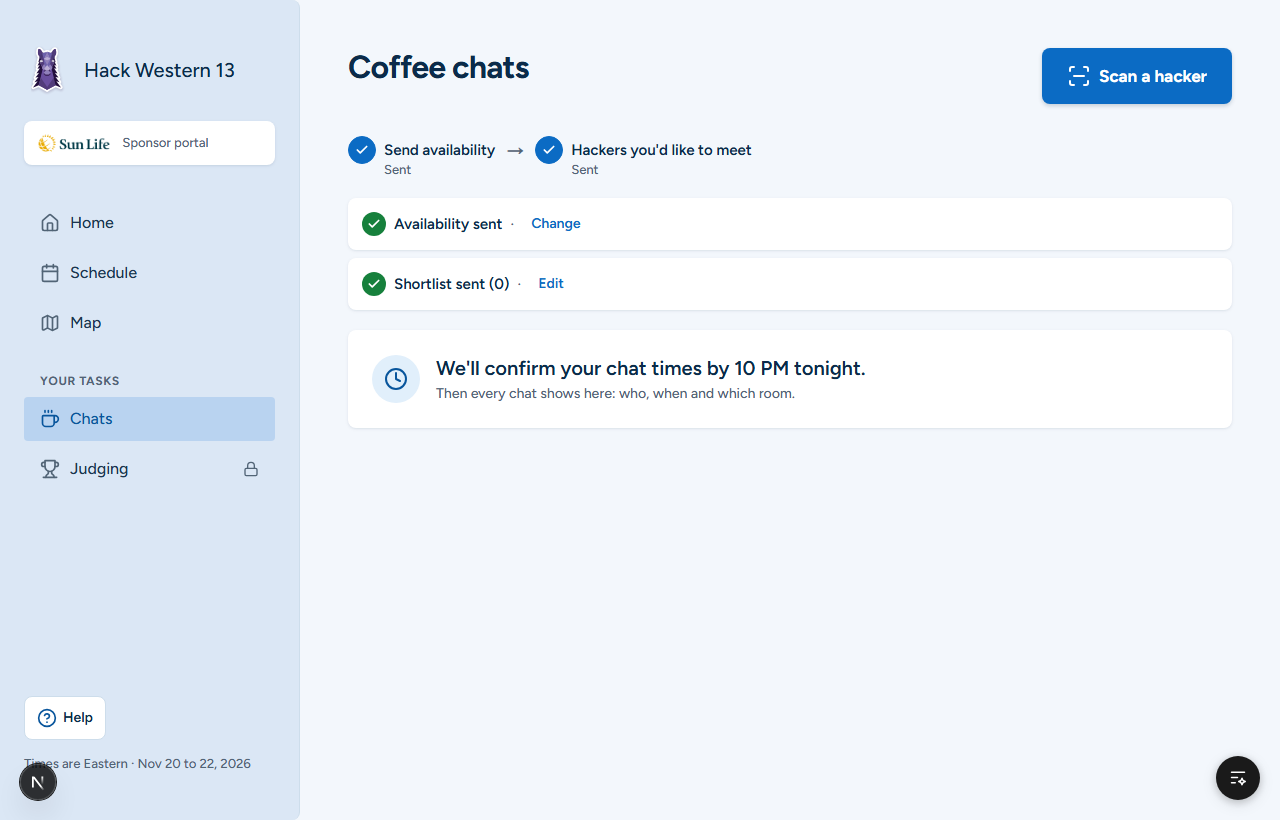 Hack Western 13
Sun Life Sponsor portal
Home
Schedule
Map
YOUR TASKS
Chats
Judging
Help
Times are Eastern · Nov 20 to 22, 2026
N
Coffee chats
Scan a hacker
Send availability → Hackers you'd like to meet
Sent Sent
Availability sent · Change
Shortlist sent (0) · Edit
We'll confirm your chat times by 10 PM tonight.
Then every chat shows here: who, when and which room.